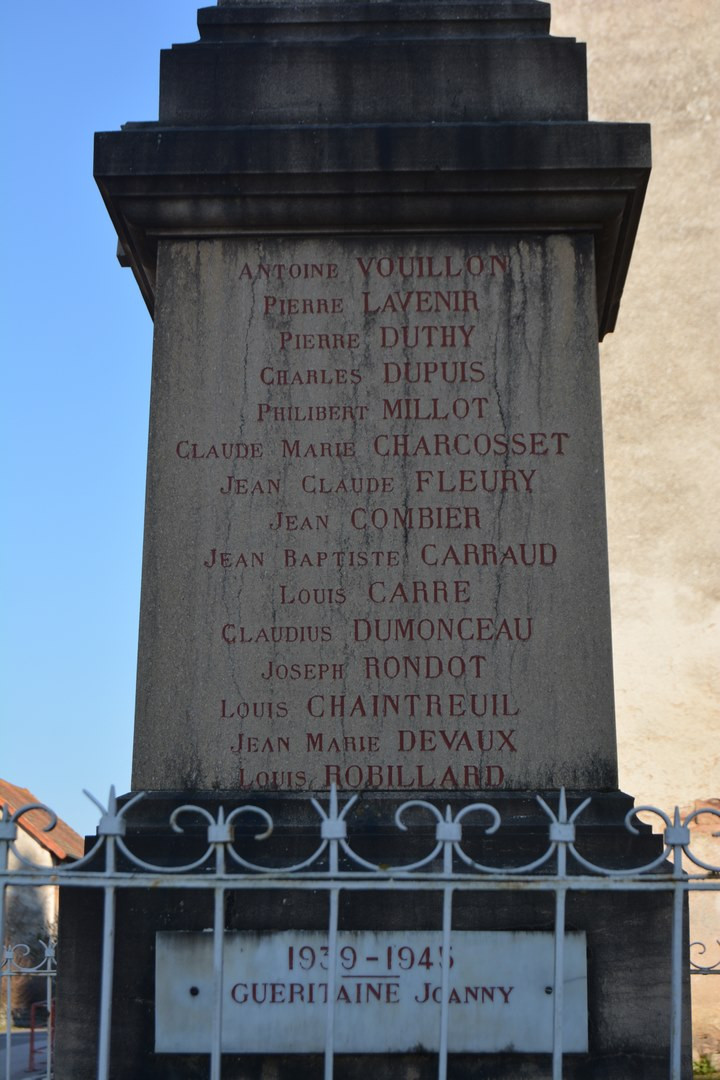 ANTOINE VOUILLON
PIERRE LAVENIR
PIERRE DUTHY
CHARLES DUPUIS
PHILIBERT MILLOT
CLAUDE MARIE CHARCOSSET
JEAN CLAUDE FLEURY
JEAN COMBIER
JEAN BAPTISTE CARRAUD
LOUIS CARRE
CLAUDIUS DUMONCEAU
JOSEPH RONDOT
LOUIS CHAINTREUIL
JEAN MARIE DEVAUX
LOUIS ROBILLARD
1939-1945
GUERITAINE JOANNY